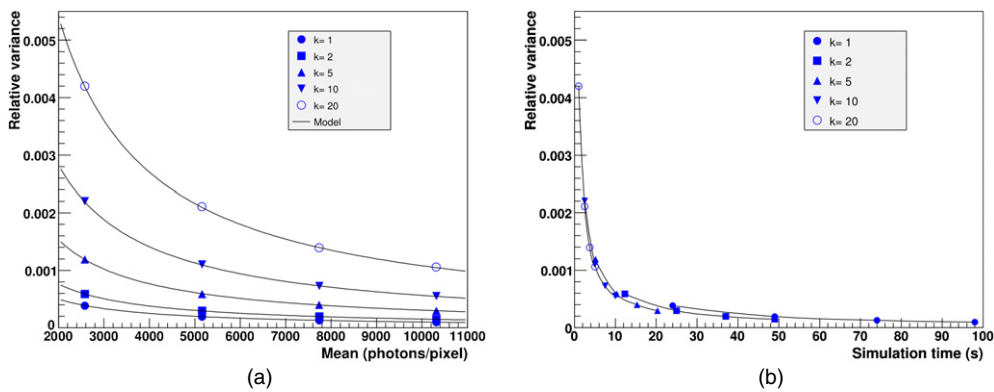 Relative variance
0.005
0.004
0.003
0.002
0.001
0
2000 3000 4000 5000 6000 7000 8000 9000 10000 11000
Mean (photons/pixel)
k= 1
k= 2
k= 5
k= 10
k= 20
Model
(a)
Relative variance
0.005
0.004
0.003
0.002
0.001
0
0 10 20 30 40 50 60 70 80 90 100
Simulation time (s)
k= 1
k= 2
k= 5
k= 10
k= 20
(b)